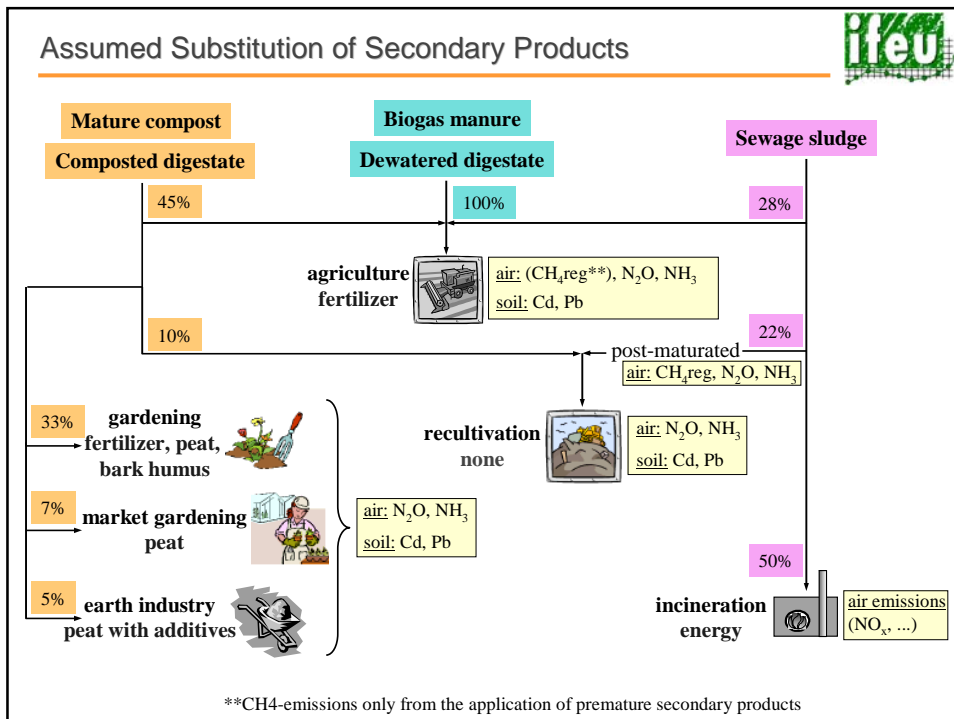 Assumed Substitution of Secondary Products
ifeu
Mature compost
Composted digestate
Biogas manure
Dewatered digestate
Sewage sludge
45%
100%
28%
agriculture
fertilizer
air: (CH₄reg**), N₂O, NH₃
soil: Cd, Pb
10%
22%
post-maturated
air: CH₄reg, N₂O, NH₃
33%
gardening
fertilizer, peat,
bark humus
recultivation
none
air: N₂O, NH₃
soil: Cd, Pb
7%
market gardening
peat
air: N₂O, NH₃
soil: Cd, Pb
5%
earth industry
peat with additives
50%
incineration
energy
air emissions
(NOₓ, ...)
**CH4-emissions only from the application of premature secondary products